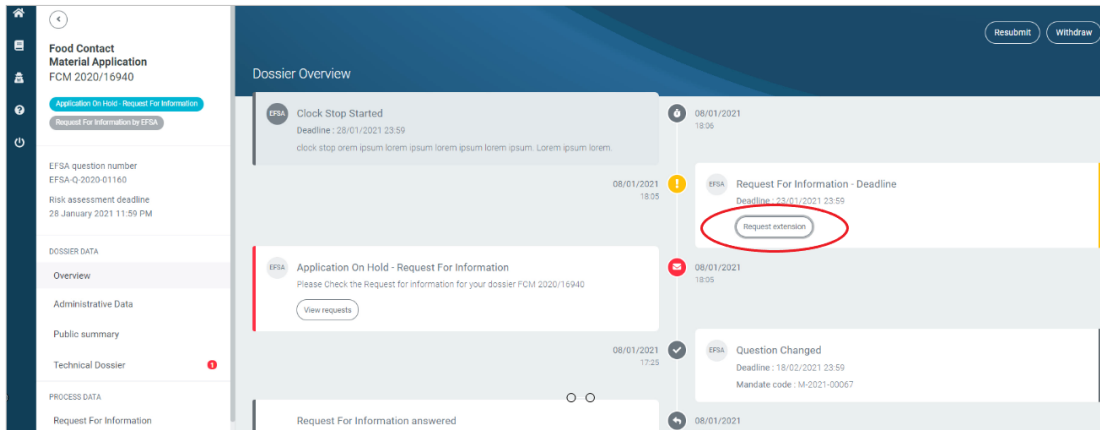 Food Contact
Material Application
FCM 2020/16940
Application On Hold - Request For Information
Request For Information by EFSA
EFSA question number
EFSA-Q-2020-01160
Risk assessment deadline
28 January 2021 11:59 PM
DOSSIER DATA
Overview
Administrative Data
Public summary
Technical Dossier
1
PROCESS DATA
Request For Information
Resubmit
Withdraw
Dossier Overview
EFSA
Clock Stop Started
Deadline : 28/01/2021 23:59
clock stop orem ipsum lorem ipsum lorem ipsum lorem ipsum. Lorem ipsum lorem.
08/01/2021
18:06
08/01/2021
18:05
EFSA
Request For Information - Deadline
Deadline : 23/01/2021 23:59
Request extension
EFSA
Application On Hold - Request For Information
Please Check the Request for information for your dossier FCM 2020/16940
View requests
08/01/2021
18:05
08/01/2021
17:25
EFSA
Question Changed
Deadline : 18/02/2021 23:59
Mandate code : M-2021-00067
Request For Information answered
08/01/2021